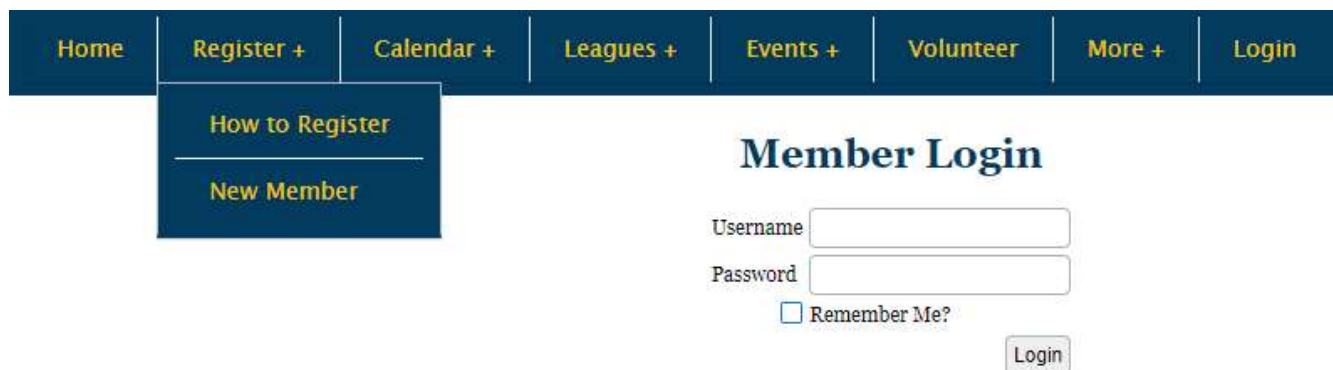 Home Register + Calendar + Leagues + Events + Volunteer More + Login
How to Register
New Member
Member Login
Username
Password
Remember Me?
Login